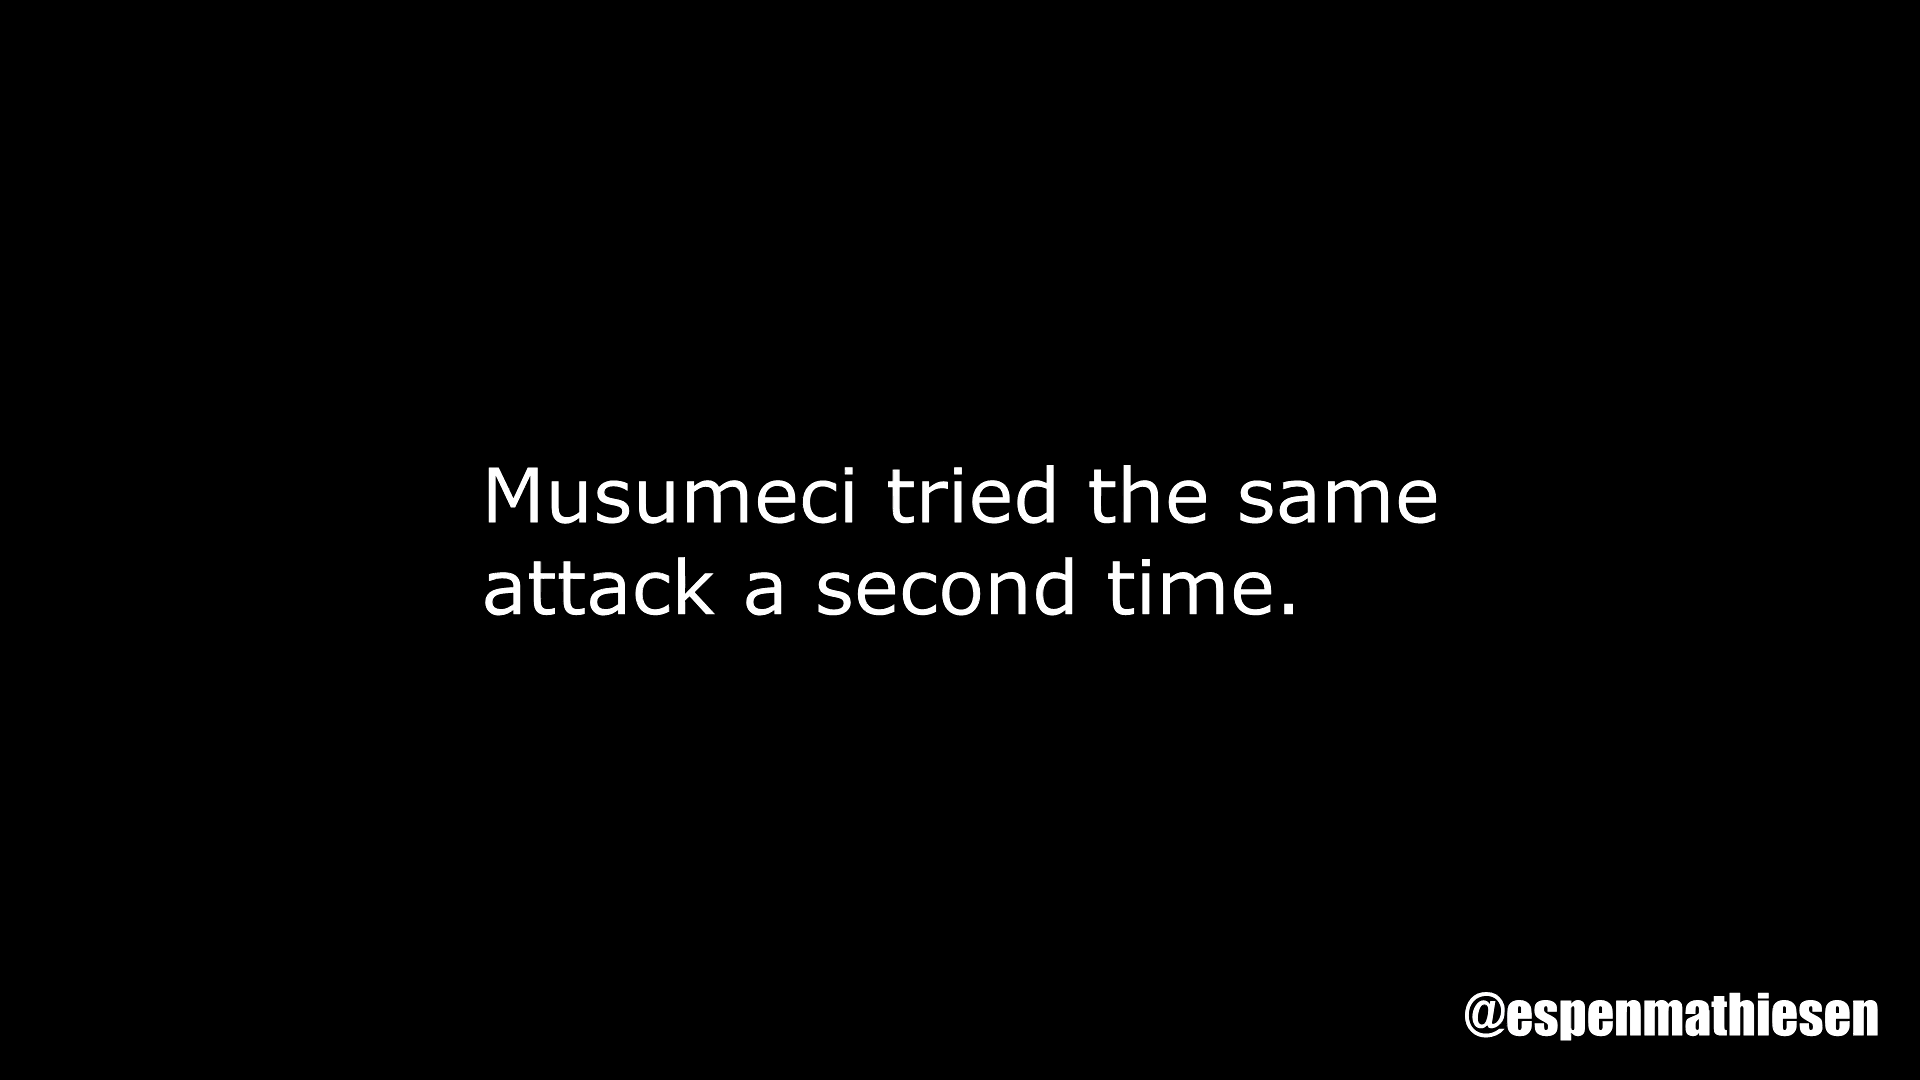 Musumeci tried the same
attack a second time.
@espenmathiesen